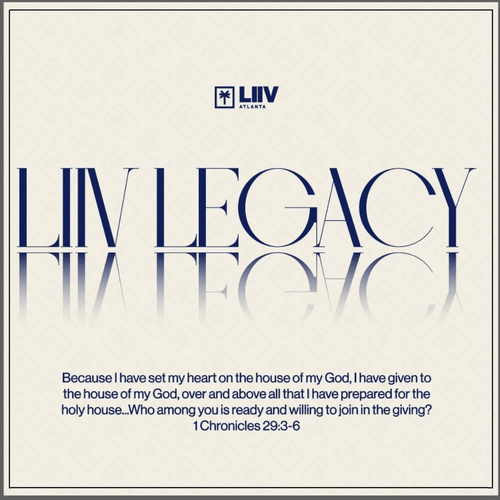 LIIV
ATLANTA
LIIV LEGACY
Because I have set my heart on the house of my God, I have given to
the house of my God, over and above all that I have prepared for the
holy house...Who among you is ready and willing to join in the giving?
1 Chronicles 29:3-6